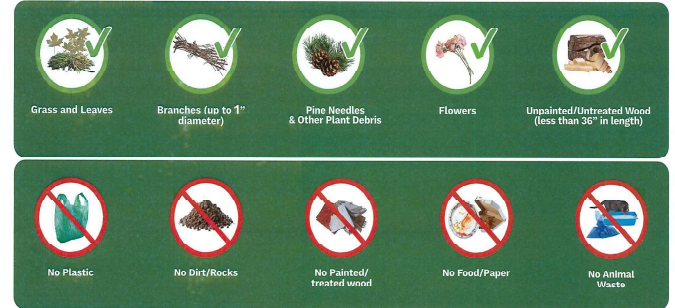 Grass and Leaves
Branches (up to 1"
diameter)
Pine Needles
& Other Plant Debris
Flowers
Unpainted/Untreated Wood
(less than 36" in length)
No Plastic
No Dirt/Rocks
No Painted/
treated wood
No Food/Paper
No Animal
Waste